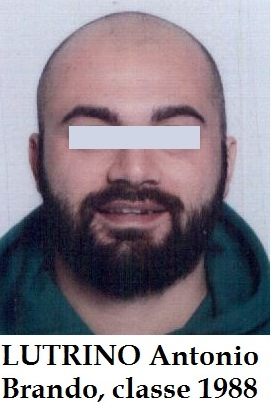 LUTRINO Antonio
Brando, classe 1988